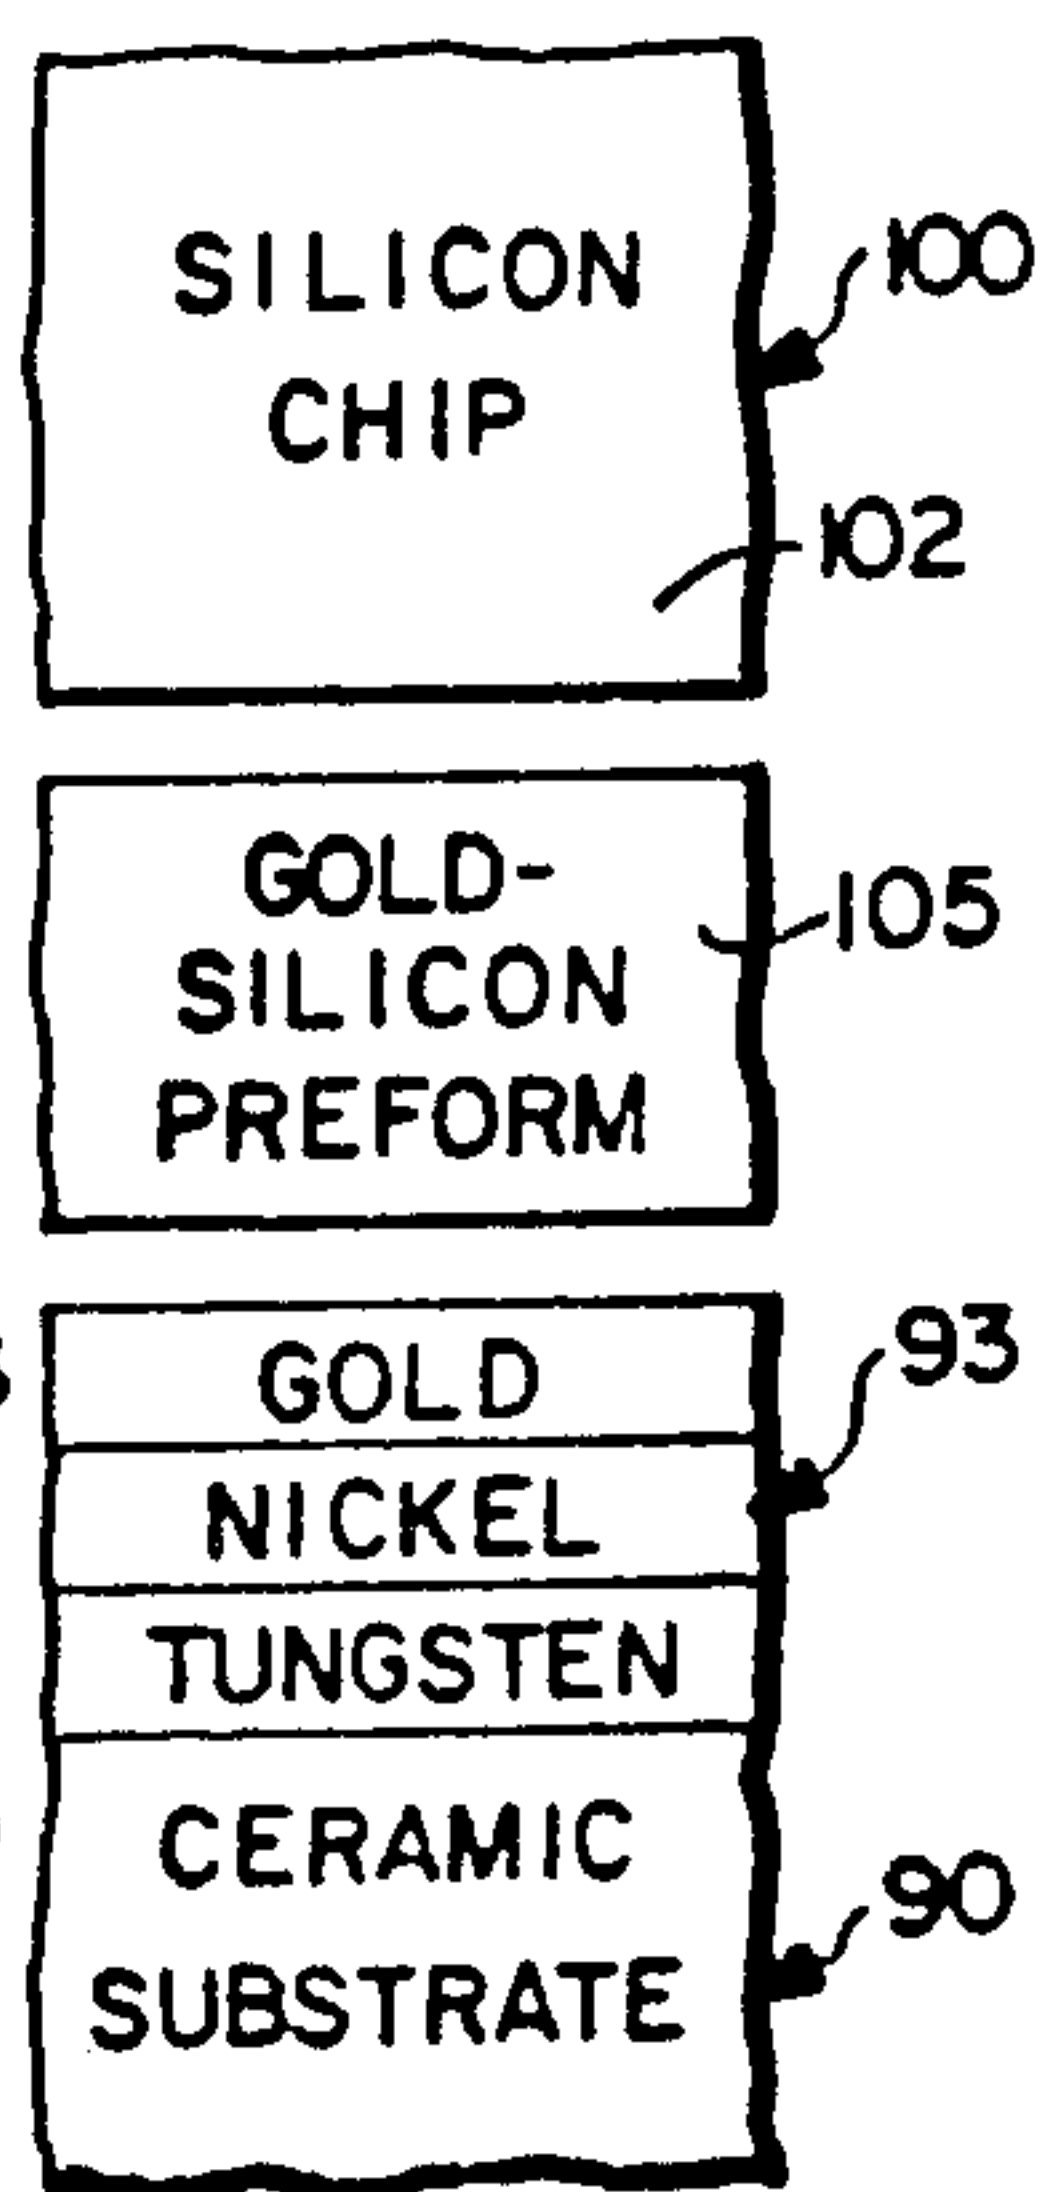 SILICON
100
CHIP
102
GOLD-
105
SILICON
PREFORM
GOLD
93
NICKEL
TUNGSTEN
CERAMIC
90
SUBSTRATE